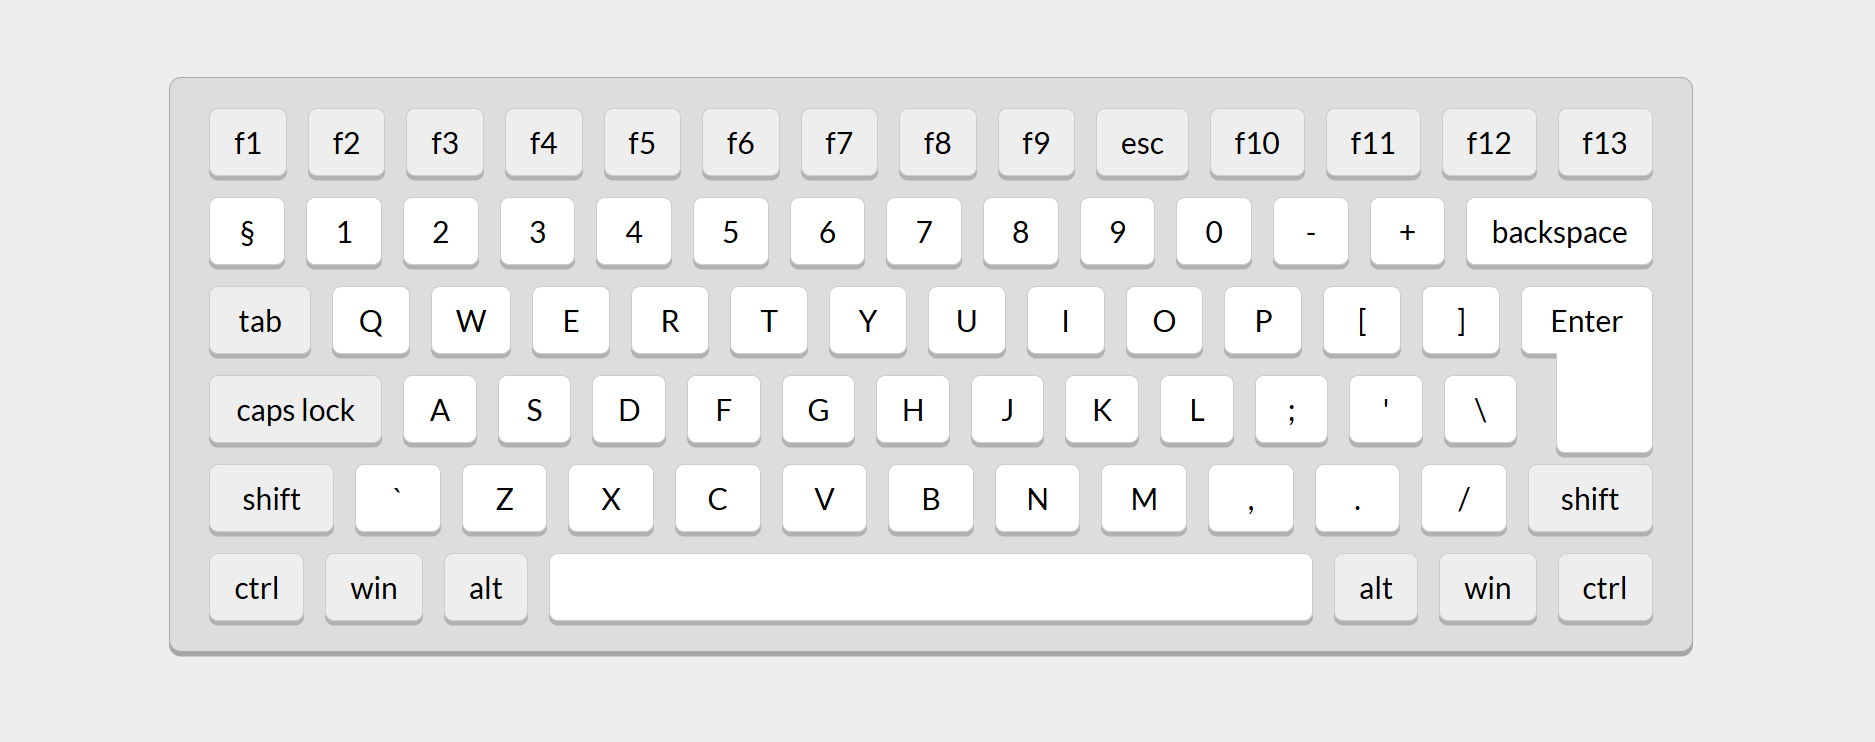 f1 f2 f3 f4 f5 f6 f7 f8 f9 esc f10 f11 f12 f13
§ 1 2 3 4 5 6 7 8 9 0 - + backspace
tab Q W E R T Y U I O P [ ] Enter
caps lock A S D F G H J K L ; ' \
shift ` Z X C V B N M , . / shift
ctrl win alt alt win ctrl